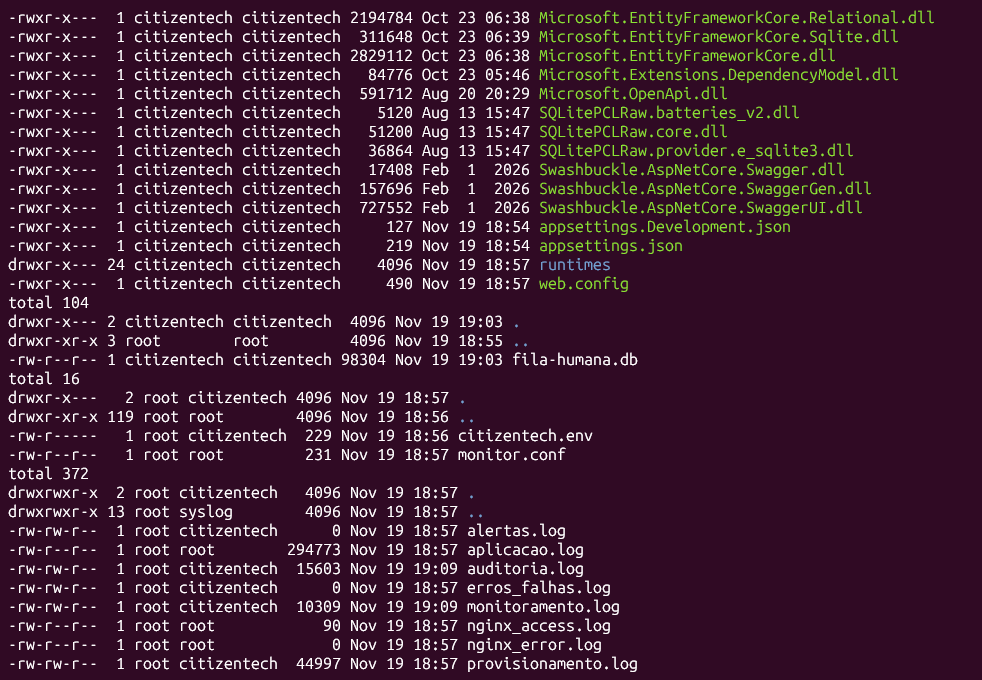 -rwxr-x---  1 citizentech citizentech 2194784 Oct 23 06:38 Microsoft.EntityFrameworkCore.Relational.dll
-rwxr-x---  1 citizentech citizentech  311648 Oct 23 06:39 Microsoft.EntityFrameworkCore.Sqlite.dll
-rwxr-x---  1 citizentech citizentech 2829112 Oct 23 06:38 Microsoft.EntityFrameworkCore.dll
-rwxr-x---  1 citizentech citizentech   84776 Oct 23 05:46 Microsoft.Extensions.DependencyModel.dll
-rwxr-x---  1 citizentech citizentech  591712 Aug 20 20:29 Microsoft.OpenApi.dll
-rwxr-x---  1 citizentech citizentech    5120 Aug 13 15:47 SQLitePCLRaw.batteries_v2.dll
-rwxr-x---  1 citizentech citizentech   51200 Aug 13 15:47 SQLitePCLRaw.core.dll
-rwxr-x---  1 citizentech citizentech   36864 Aug 13 15:47 SQLitePCLRaw.provider.e_sqlite3.dll
-rwxr-x---  1 citizentech citizentech   17408 Feb  1  2026 Swashbuckle.AspNetCore.Swagger.dll
-rwxr-x---  1 citizentech citizentech  157696 Feb  1  2026 Swashbuckle.AspNetCore.SwaggerGen.dll
-rwxr-x---  1 citizentech citizentech  727552 Feb  1  2026 Swashbuckle.AspNetCore.SwaggerUI.dll
-rwxr-x---  1 citizentech citizentech     127 Nov 19 18:54 appsettings.Development.json
-rwxr-x---  1 citizentech citizentech     219 Nov 19 18:54 appsettings.json
drwxr-x--- 24 citizentech citizentech    4096 Nov 19 18:57 runtimes
-rwxr-x---  1 citizentech citizentech     490 Nov 19 18:57 web.config
total 104
drwxr-x--- 2 citizentech citizentech  4096 Nov 19 19:03 .
drwxr-xr-x 3 root        root         4096 Nov 19 18:55 ..
-rw-r--r-- 1 citizentech citizentech 98304 Nov 19 19:03 fila-humana.db
total 16
drwxr-x---   2 root citizentech 4096 Nov 19 18:57 .
drwxr-xr-x 119 root root        4096 Nov 19 18:56 ..
-rw-r-----   1 root citizentech  229 Nov 19 18:56 citizentech.env
-rw-r--r--   1 root root         231 Nov 19 18:57 monitor.conf
total 372
drwxrwxr-x  2 root citizentech   4096 Nov 19 18:57 .
drwxrwxr-x 13 root syslog        4096 Nov 19 18:57 ..
-rw-rw-r--  1 root citizentech      0 Nov 19 18:57 alertas.log
-rw-r--r--  1 root root        294773 Nov 19 18:57 aplicacao.log
-rw-rw-r--  1 root citizentech  15603 Nov 19 19:09 auditoria.log
-rw-rw-r--  1 root citizentech      0 Nov 19 18:57 erros_falhas.log
-rw-rw-r--  1 root citizentech  10309 Nov 19 19:09 monitoramento.log
-rw-r--r--  1 root root            90 Nov 19 18:57 nginx_access.log
-rw-r--r--  1 root root             0 Nov 19 18:57 nginx_error.log
-rw-rw-r--  1 root citizentech  44997 Nov 19 18:57 provisionamento.log